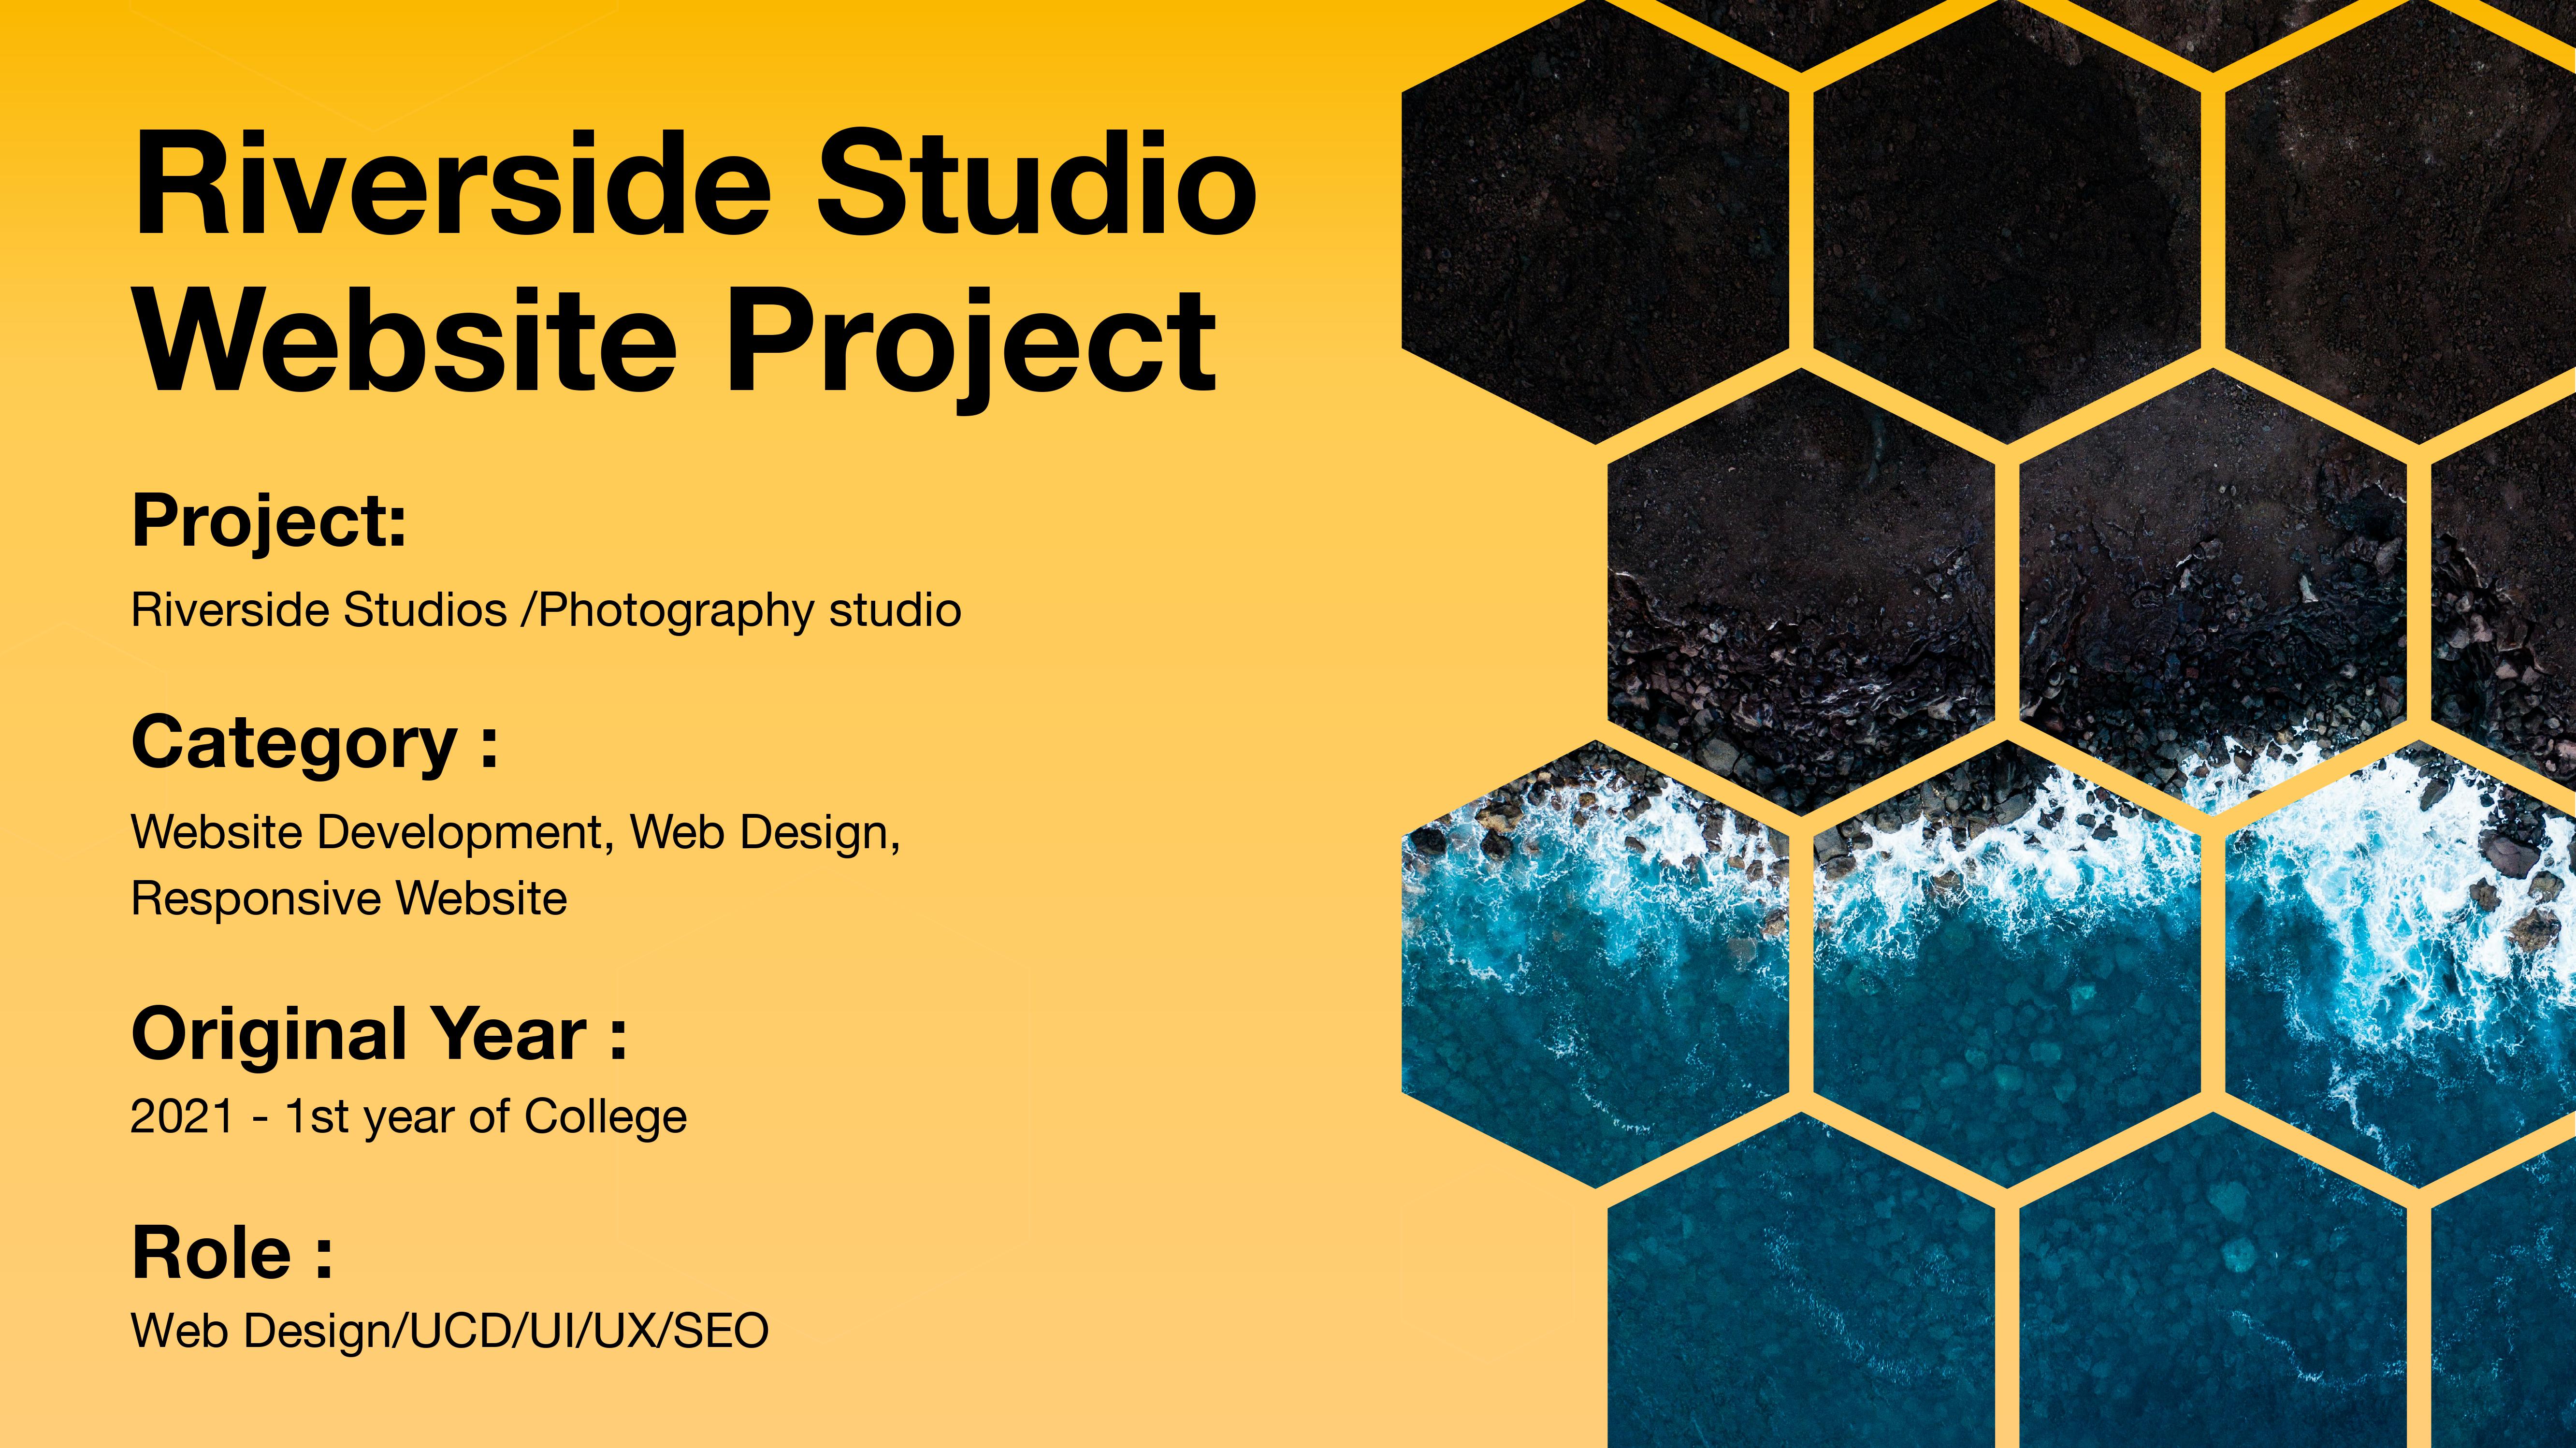 Riverside Studio
Website Project
Project:
Riverside Studios /Photography studio
Category :
Website Development, Web Design,
Responsive Website
Original Year :
2021 - 1st year of College
Role :
Web Design/UCD/UI/UX/SEO